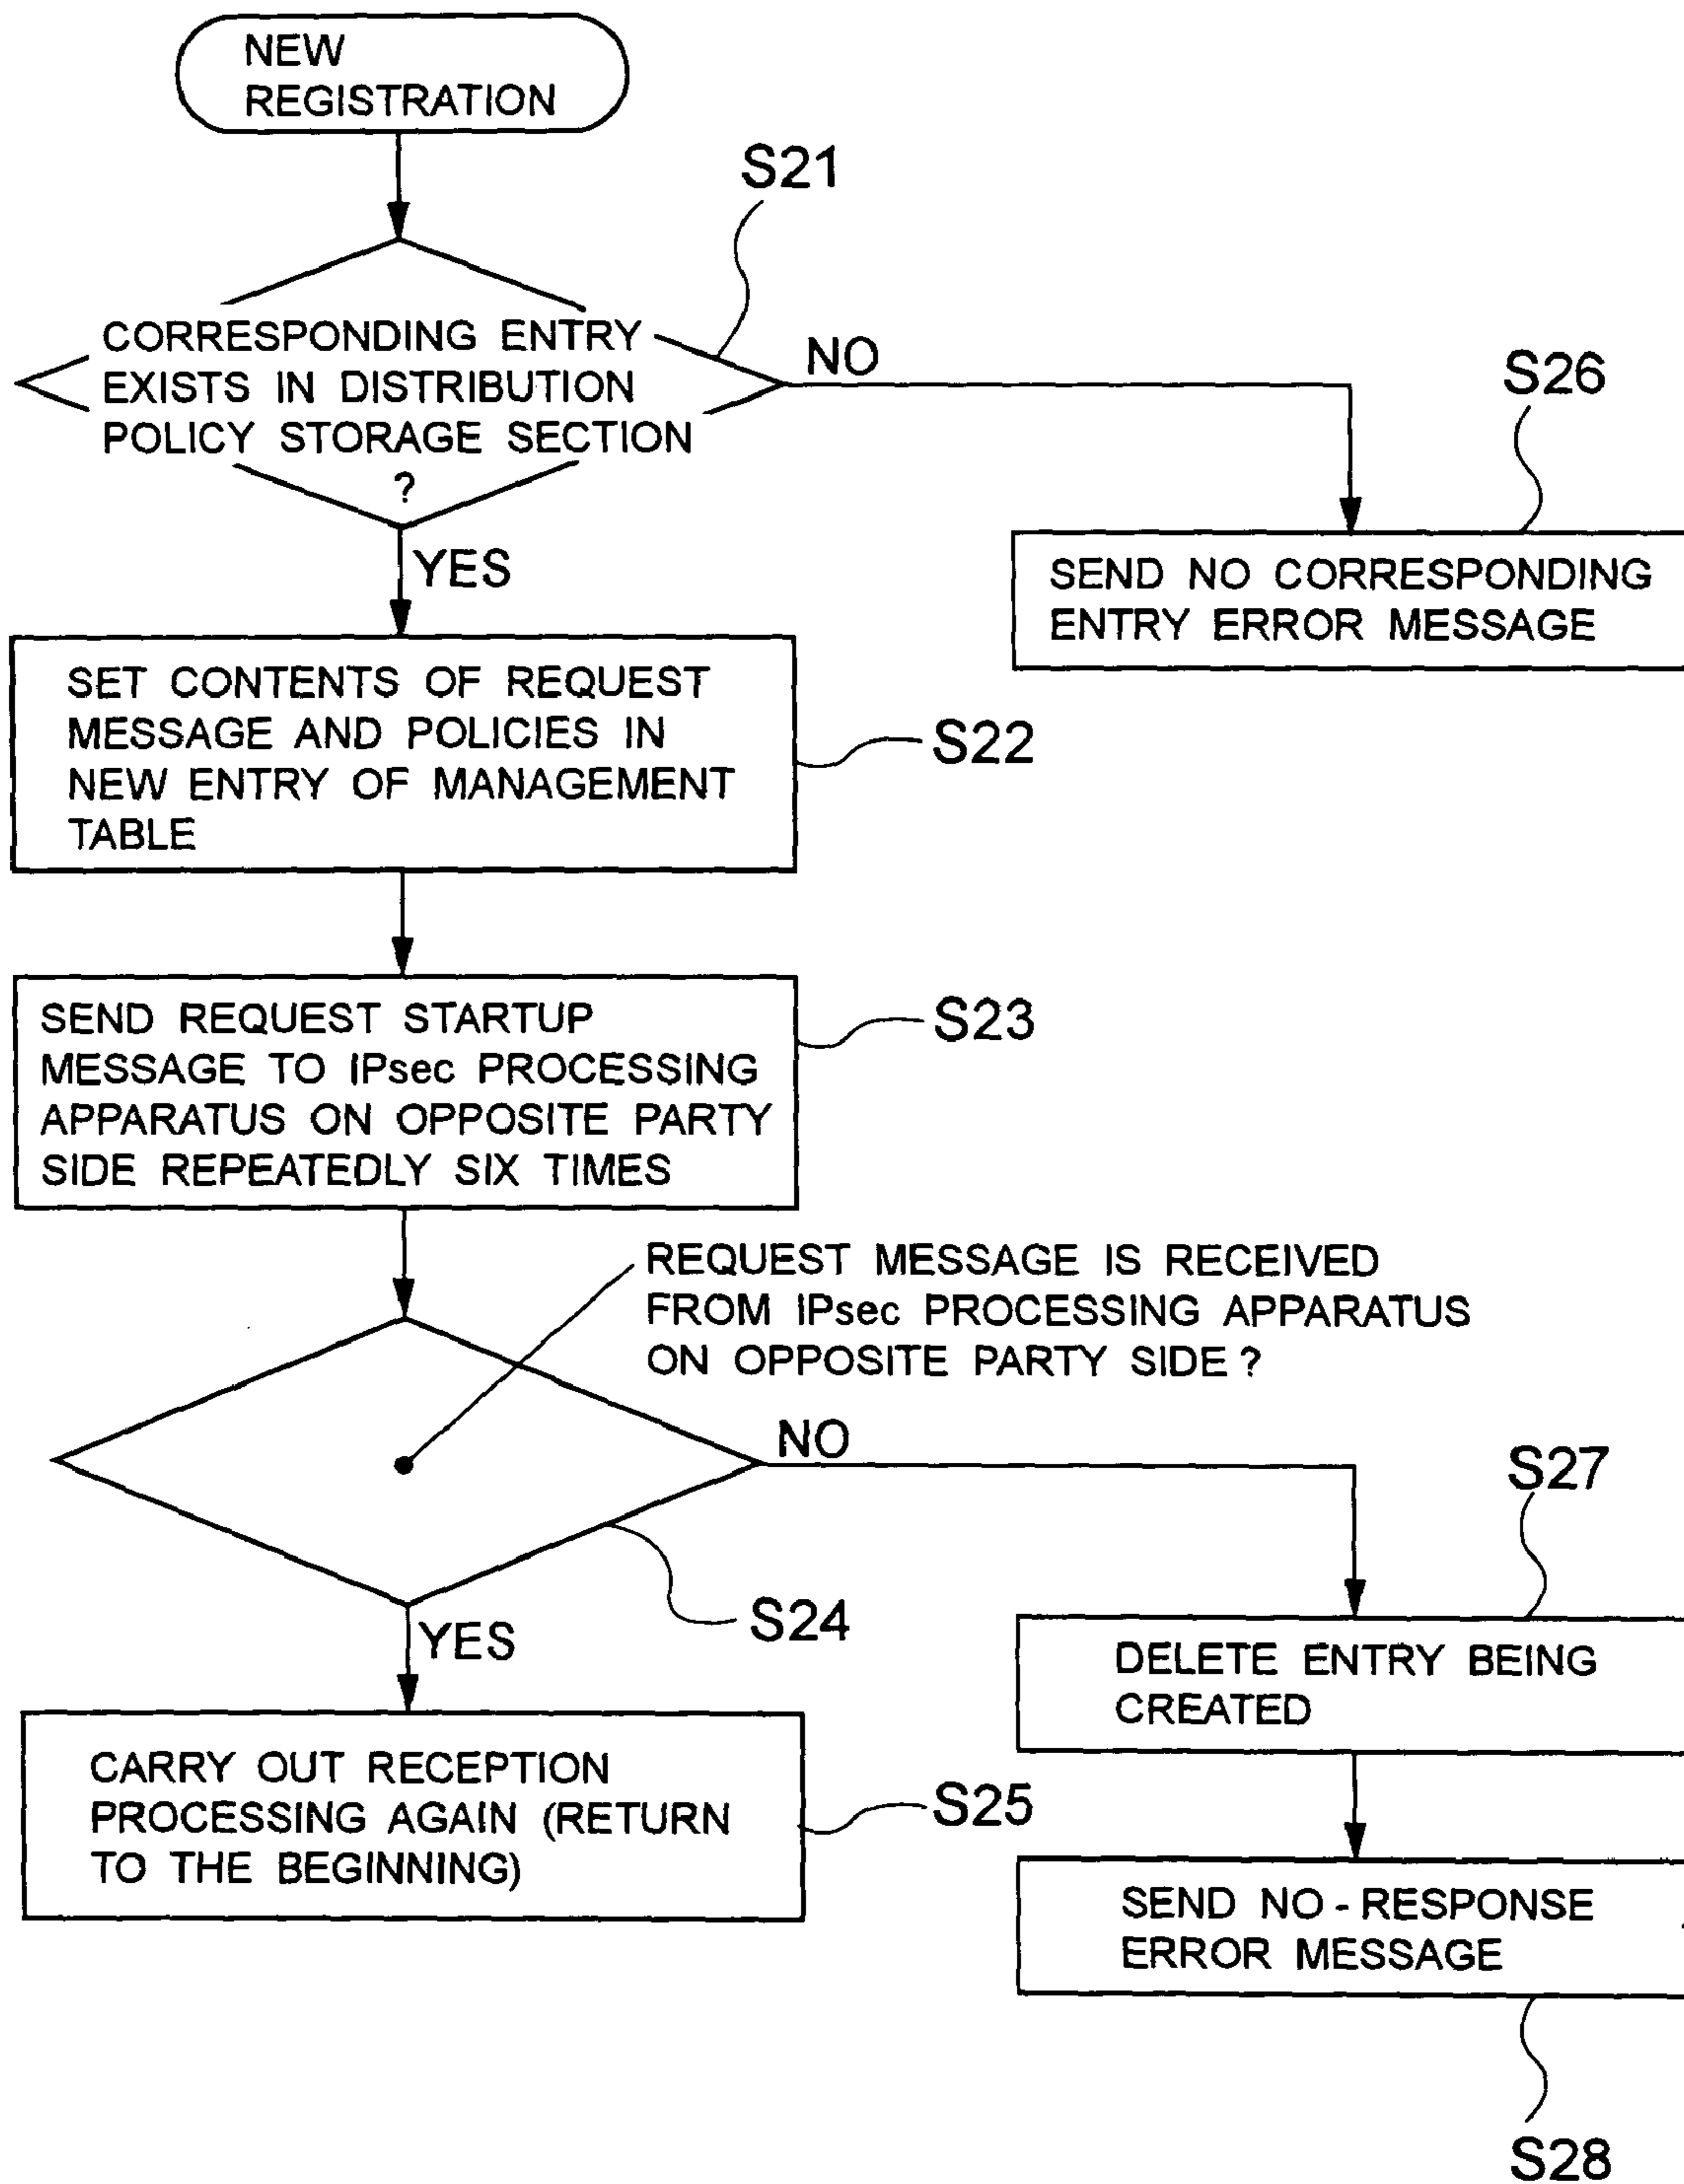 NEW
REGISTRATION
S21
CORRESPONDING ENTRY
EXISTS IN DISTRIBUTION
POLICY STORAGE SECTION
?
NO
S26
YES
SEND NO CORRESPONDING
ENTRY ERROR MESSAGE
SET CONTENTS OF REQUEST
MESSAGE AND POLICIES IN
NEW ENTRY OF MANAGEMENT
TABLE
S22
SEND REQUEST STARTUP
MESSAGE TO IPsec PROCESSING
APPARATUS ON OPPOSITE PARTY
SIDE REPEATEDLY SIX TIMES
S23
REQUEST MESSAGE IS RECEIVED
FROM IPsec PROCESSING APPARATUS
ON OPPOSITE PARTY SIDE ?
NO
S27
S24
YES
DELETE ENTRY BEING
CREATED
CARRY OUT RECEPTION
PROCESSING AGAIN (RETURN
TO THE BEGINNING)
S25
SEND NO - RESPONSE
ERROR MESSAGE
S28